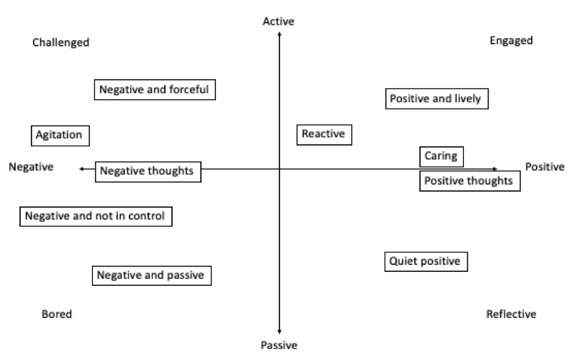 Active
Challenged
Engaged
Negative and forceful
Positive and lively
Agitation
Reactive
Caring
Negative
Negative thoughts
Positive
Positive thoughts
Negative and not in control
Quiet positive
Negative and passive
Bored
Reflective
Passive